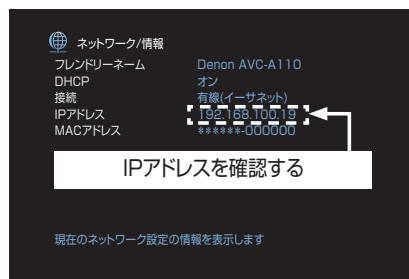 ネットワーク/情報
フレンドリーネーム Denon AVC-A110
DHCP オン
接続 有線(イーサネット)
IPアドレス 192.168.100.19
MACアドレス ******-000000
IPアドレスを確認する
現在のネットワーク設定の情報を表示します